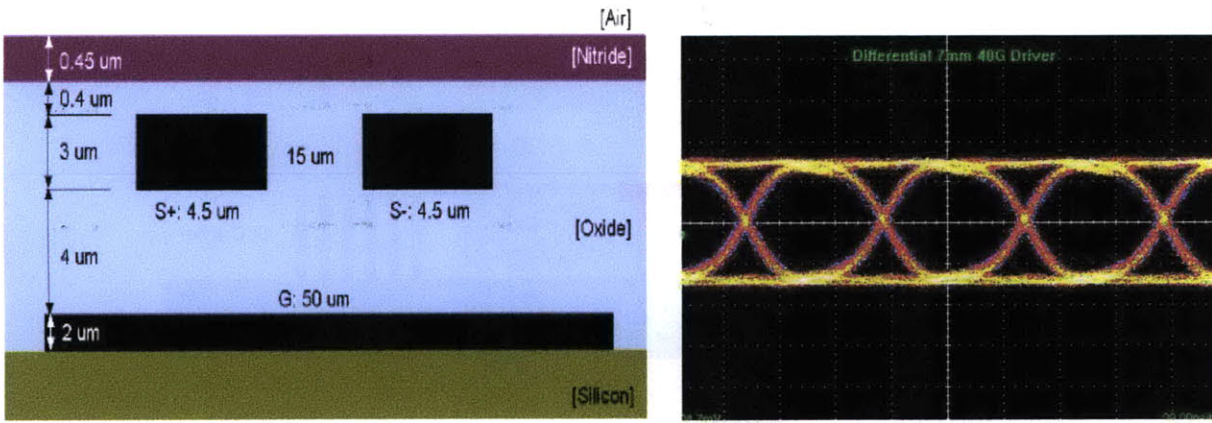 [Air]
0.45 um
[Nitride]
0.4 um
3 um
15 um
S+: 4.5 um
S-: 4.5 um
[Oxide]
4 um
G: 50 um
2 um
[Silicon]
Differential 7mm 40G Driver